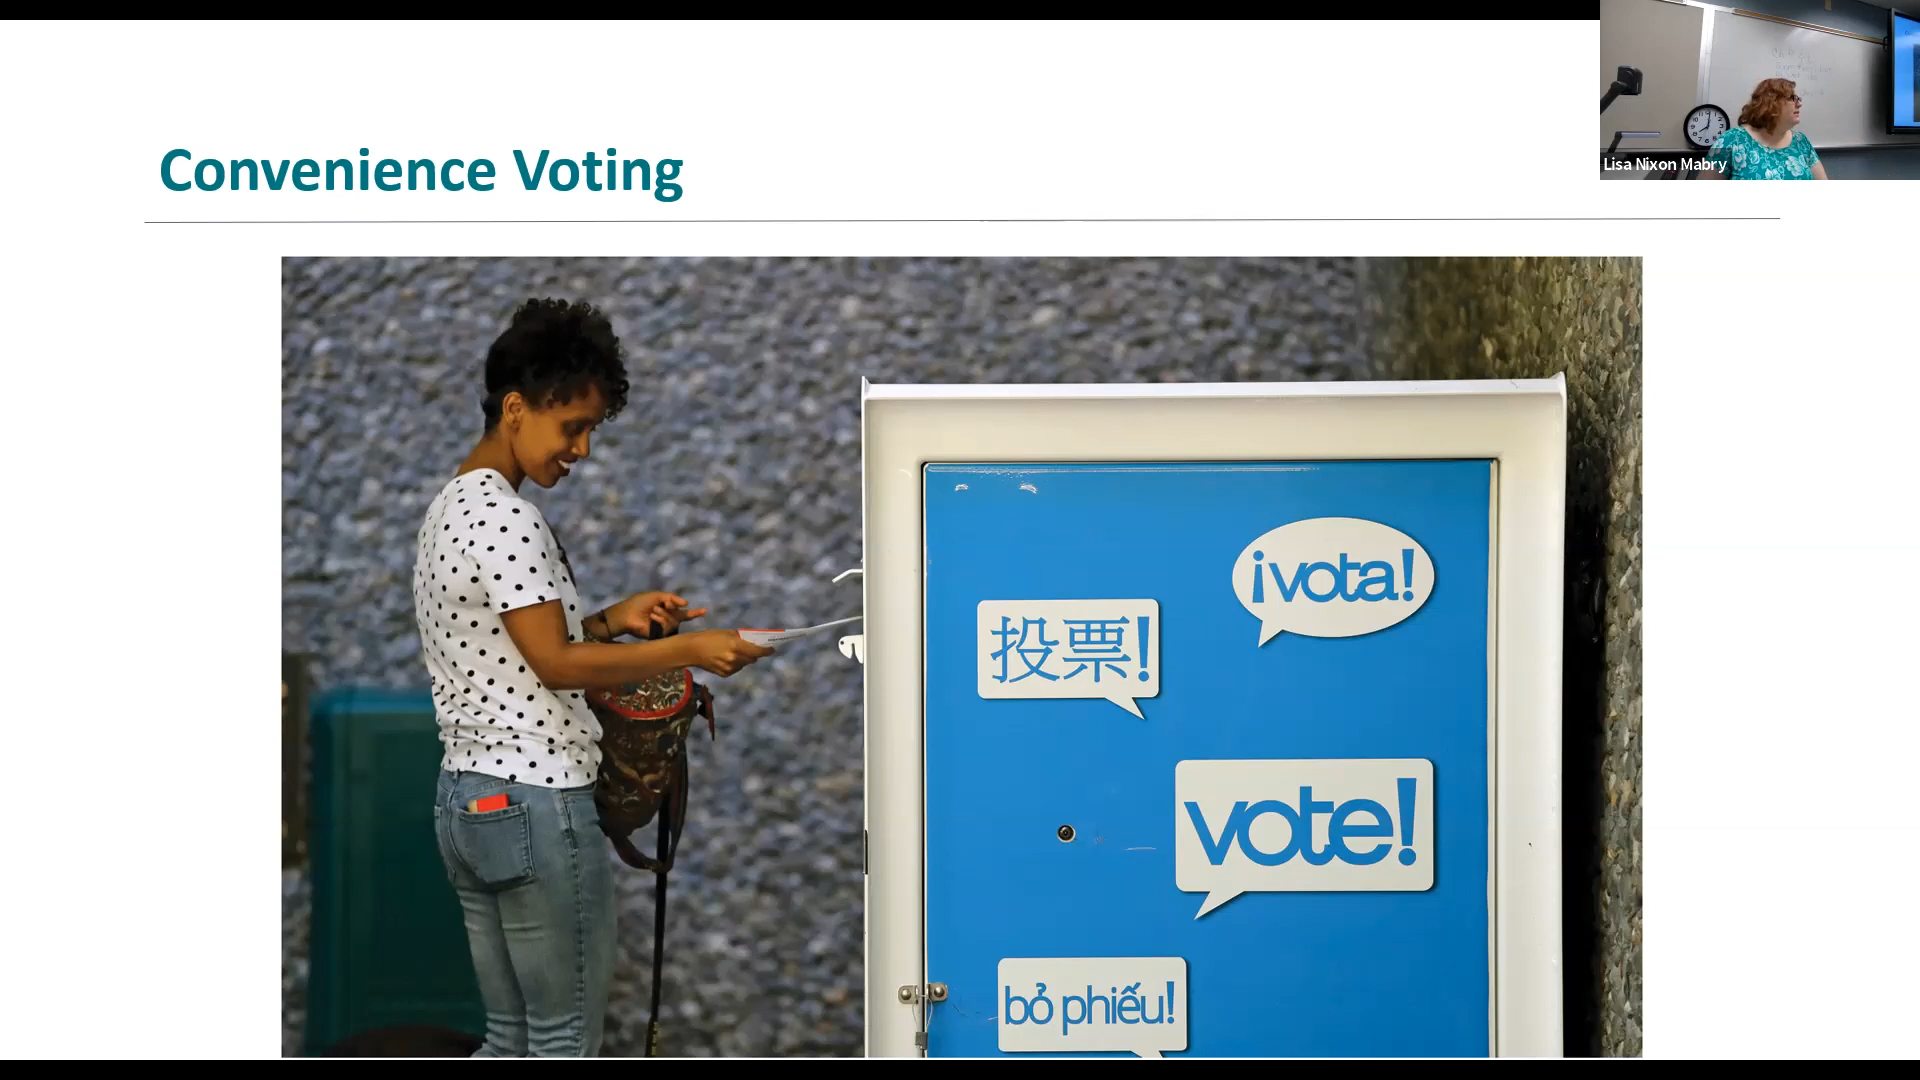 Convenience Voting
Lisa Nixon Mabry
¡vota!
投票!
vote!
bỏ phiếu!